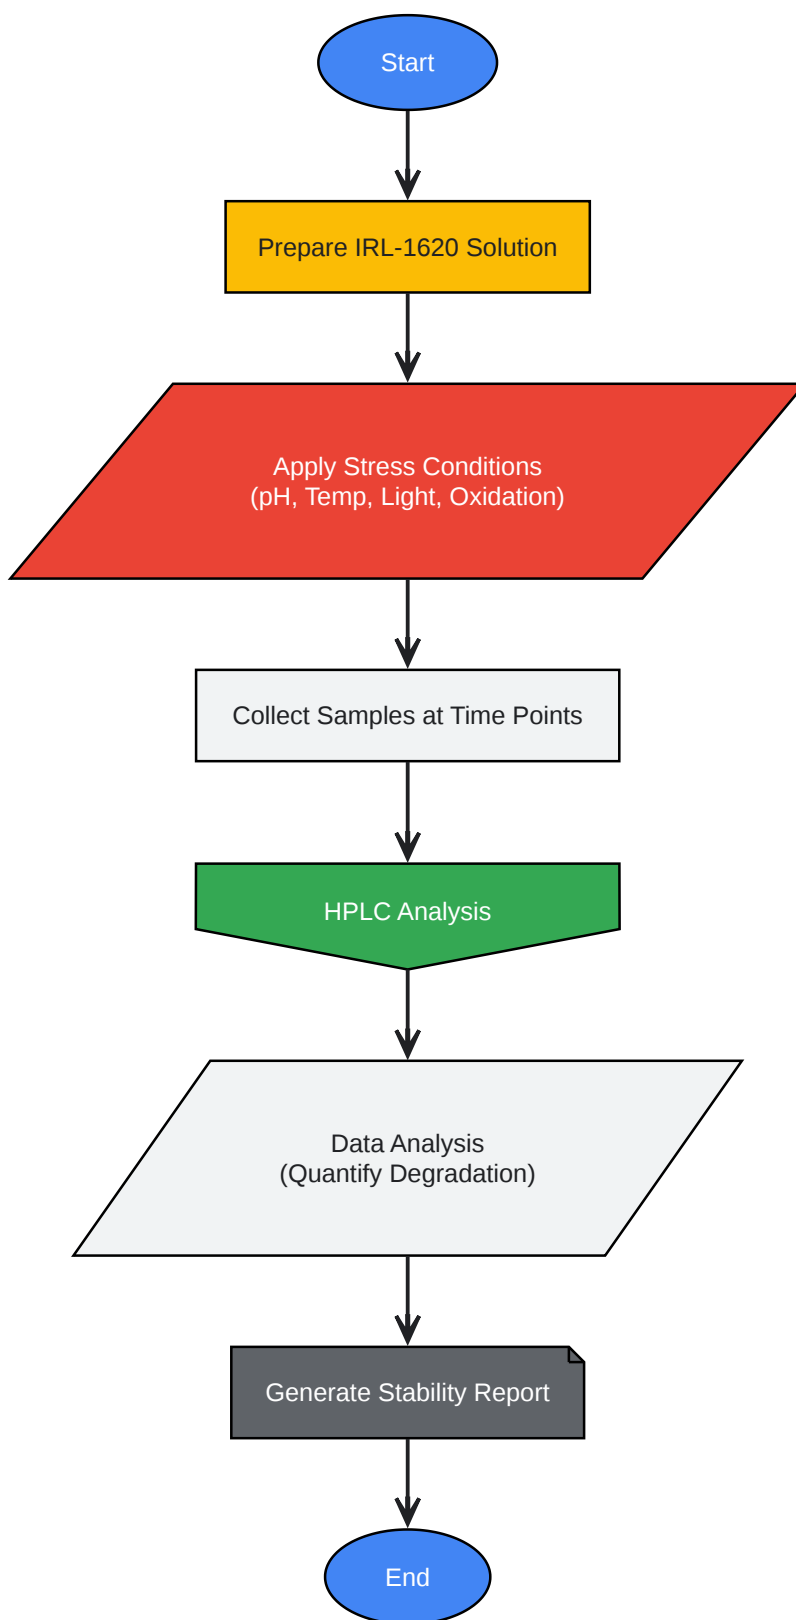 Start
Prepare IRL-1620 Solution
Apply Stress Conditions
(pH, Temp, Light, Oxidation)
Collect Samples at Time Points
HPLC Analysis
Data Analysis
(Quantify Degradation)
Generate Stability Report
End